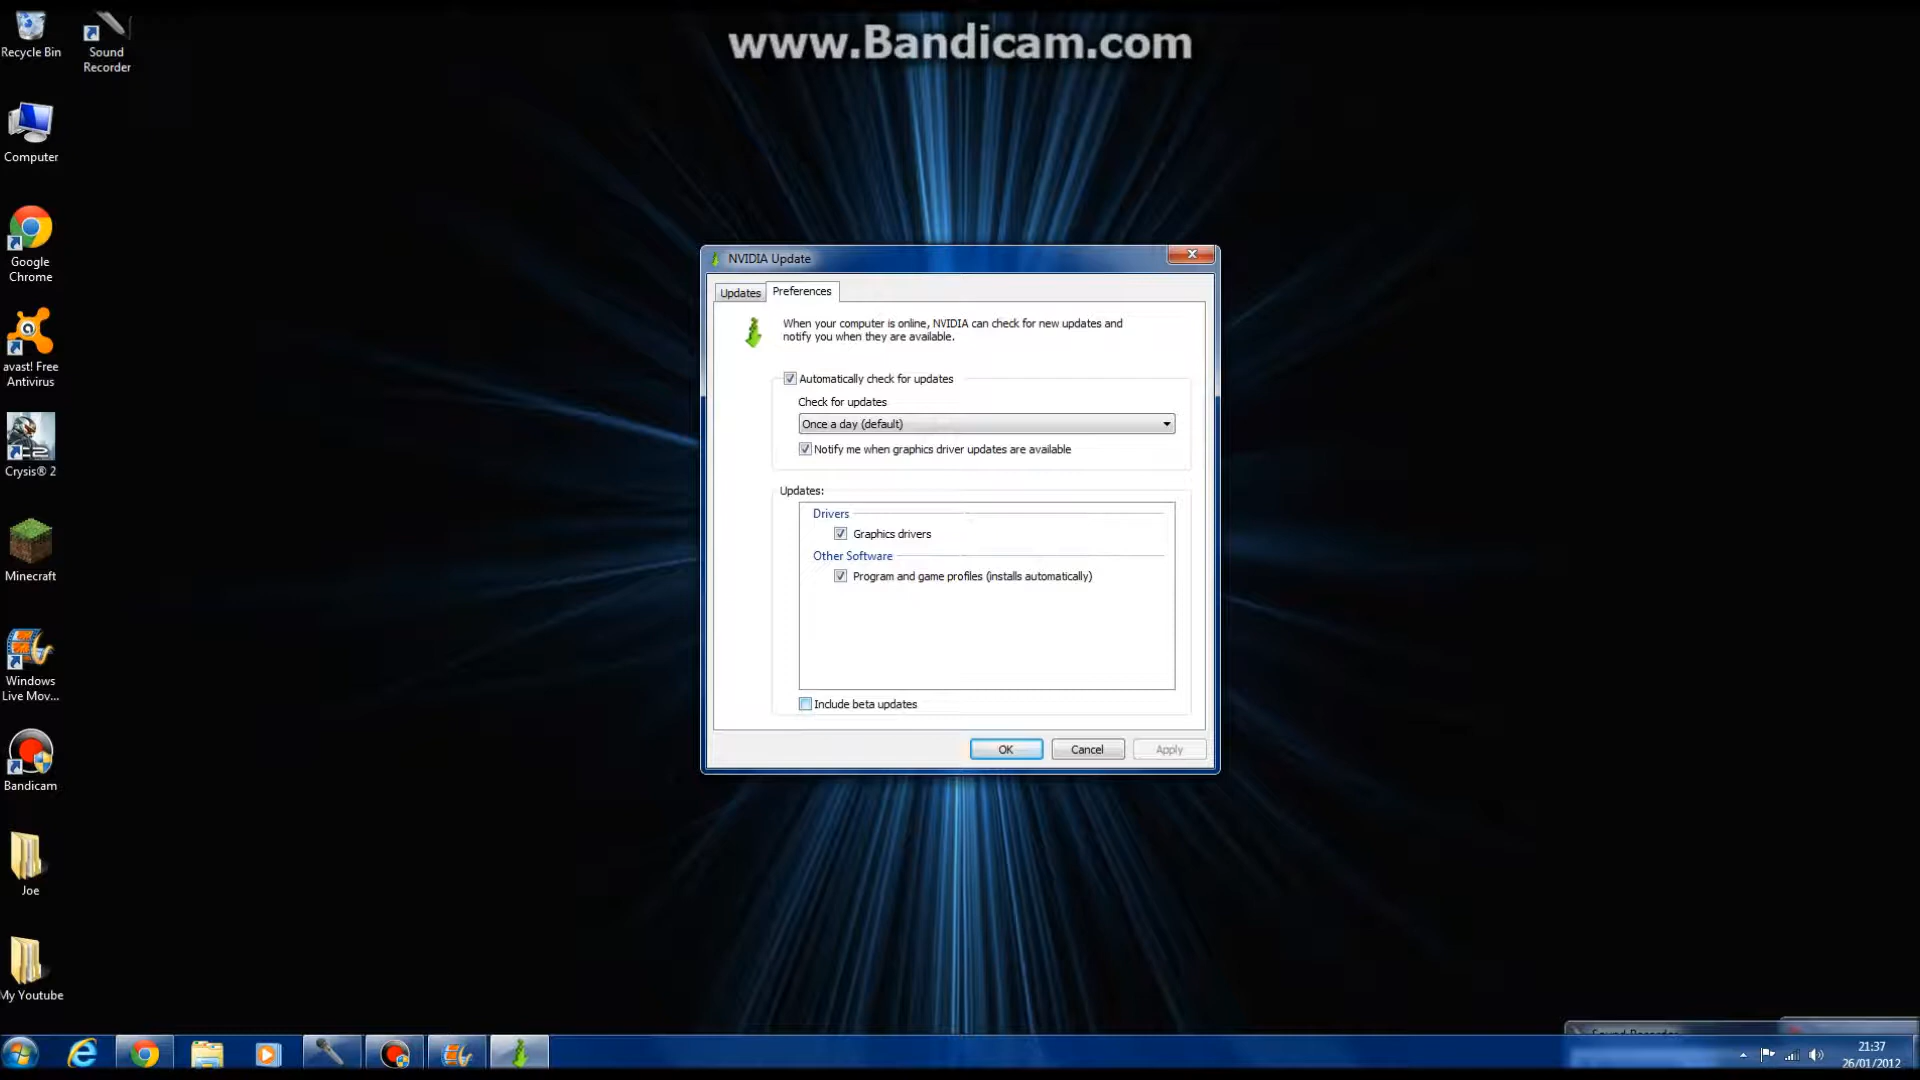 www.Bandicam.com
Recycle Bin
Sound
Recorder
Computer
Google
Chrome
avast! Free
Antivirus
Crysis® 2
Minecraft
Windows
Live Mov...
Bandicam
Joe
My Youtube
NVIDIA Update
Updates
Preferences
When your computer is online, NVIDIA can check for new updates and
notify you when they are available.
Automatically check for updates
Check for updates
Once a day (default)
Notify me when graphics driver updates are available
Updates:
Drivers
Graphics drivers
Other Software
Program and game profiles (installs automatically)
Include beta updates
OK
Cancel
Apply
Sound Recorder
21:37
26/01/2012